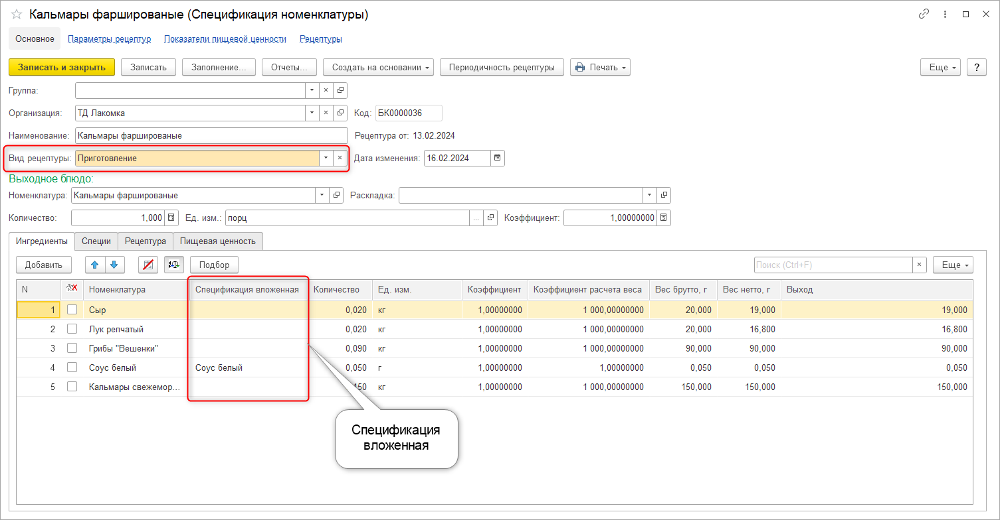 Кальмары фаршированые (Спецификация номенклатуры)
Основное Параметры рецептур Показатели пищевой ценности Рецептуры
Записать и закрыть Записать Заполнение... Отчеты... Создать на основании Периодичность рецептуры Печать Еще ?
Группа:
Организация: ТД Лакомка Код: БК0000036
Наименование: Кальмары фаршированые Рецептура от: 13.02.2024
Вид рецептуры: Приготовление Дата изменения: 16.02.2024
Выходное блюдо:
Номенклатура: Кальмары фаршированые Раскладка:
Количество: 1,000 Ед. изм.: порц ... Коэффициент: 1,00000000
Ингредиенты Специи Рецептура Пищевая ценность
Добавить Подбор Поиск (Ctrl+F) × Еще
N Номенклатура Спецификация вложенная Количество Ед. изм. Коэффициент Коэффициент расчета веса Вес брутто, г Вес нетто, г Выход
1 Сыр 0,020 кг 1,00000000 1 000,00000000 20,000 19,000 19,000
2 Лук репчатый 0,020 кг 1,00000000 1 000,00000000 20,000 16,800 16,800
3 Грибы "Вешенки" 0,090 кг 1,00000000 1 000,00000000 90,000 90,000 90,000
4 Соус белый Соус белый 0,050 г 1,00000000 1,00000000 0,050 0,050 0,050
5 Кальмары свежемор... 150 кг 1,00000000 1 000,00000000 150,000 150,000 150,000
Спецификация
вложенная